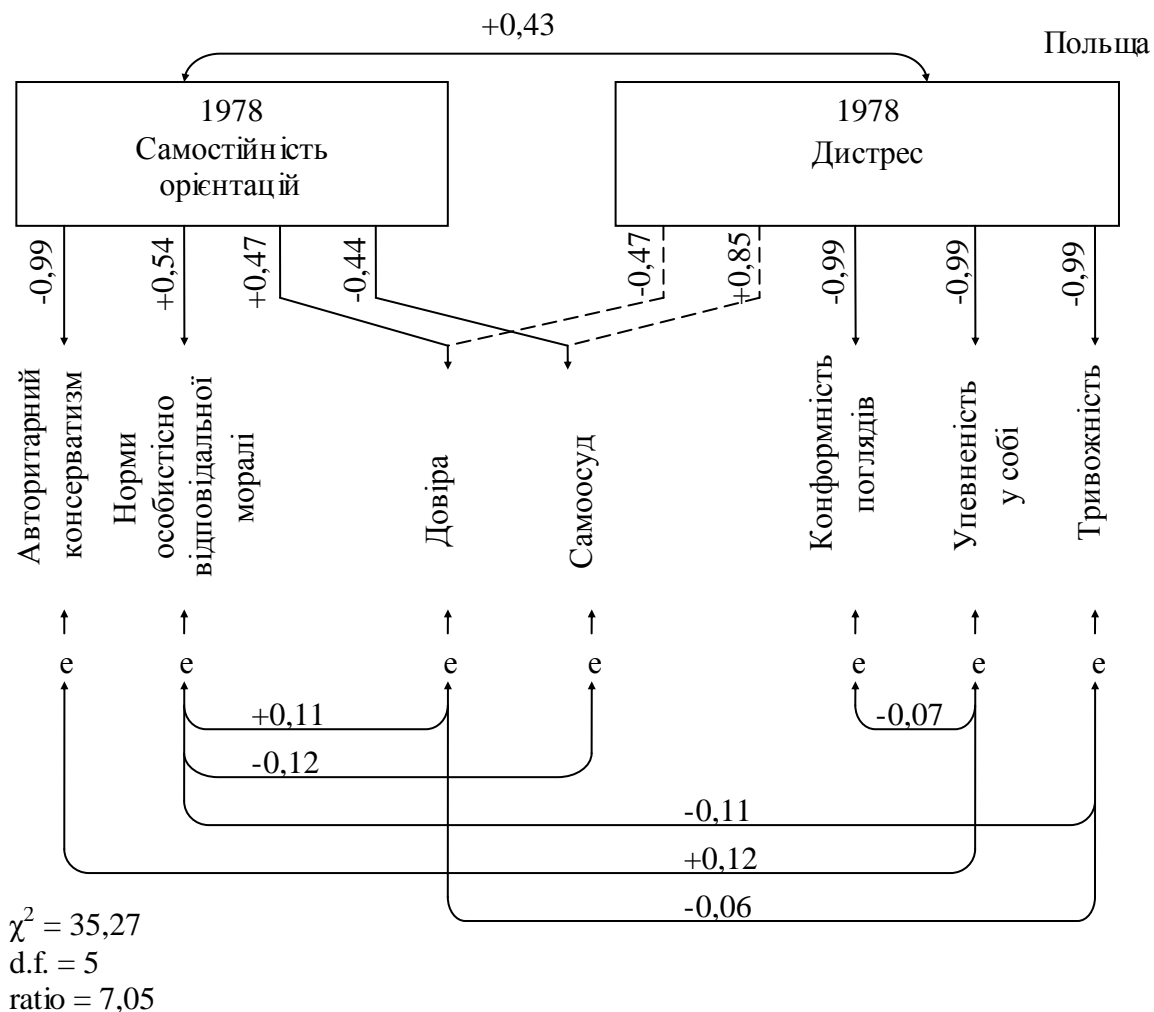 +0,43
Польща
1978
Самостійність
орієнтацій
1978
Дистрес
-0,99
+0,54
+0,47
-0,44
-0,47
+0,85
-0,99
-0,99
-0,99
Авторитарний
консерватизм
Норми
особистісно
відповідальної
моралі
Довіра
Самоосуд
Конформність
поглядів
Упевненість
у собі
Тривожність
e
e
e
e
e
e
e
+0,11
-0,07
-0,12
-0,11
+0,12
-0,06
χ² = 35,27
d.f. = 5
ratio = 7,05